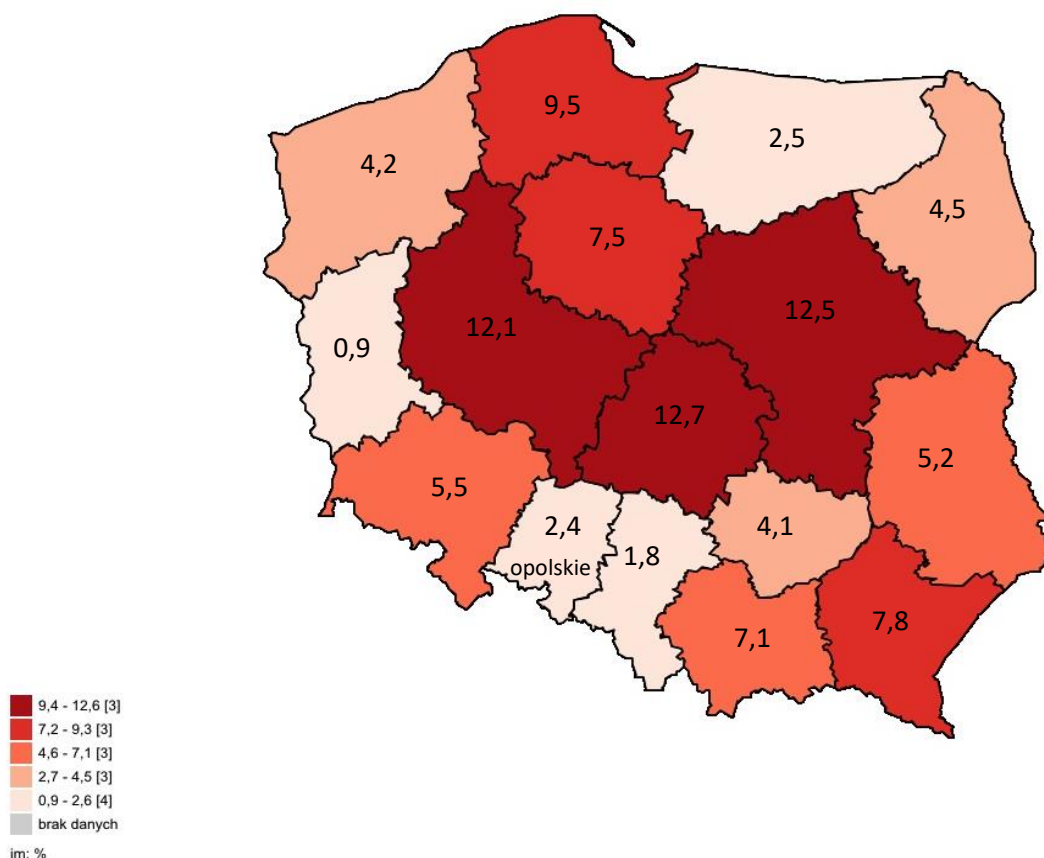 9,5
2,5
4,2
4,5
7,5
12,5
12,1
0,9
12,7
5,2
5,5
2,4
opolskie
4,1
1,8
7,8
7,1
9,4 - 12,6 [3]
7,2 - 9,3 [3]
4,6 - 7,1 [3]
2,7 - 4,5 [3]
0,9 - 2,6 [4]
brak danych
jm: %